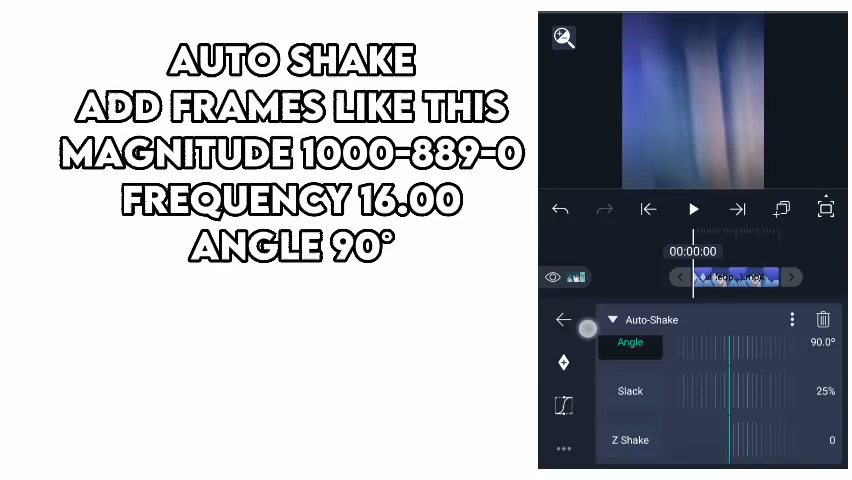 AUTO SHAKE
ADD FRAMES LIKE THIS
MAGNITUDE 1000-889-0
FREQUENCY 16.00
ANGLE 90°
00:00:00
Auto-Shake
Angle 90.0º
Slack 25%
Z Shake 0